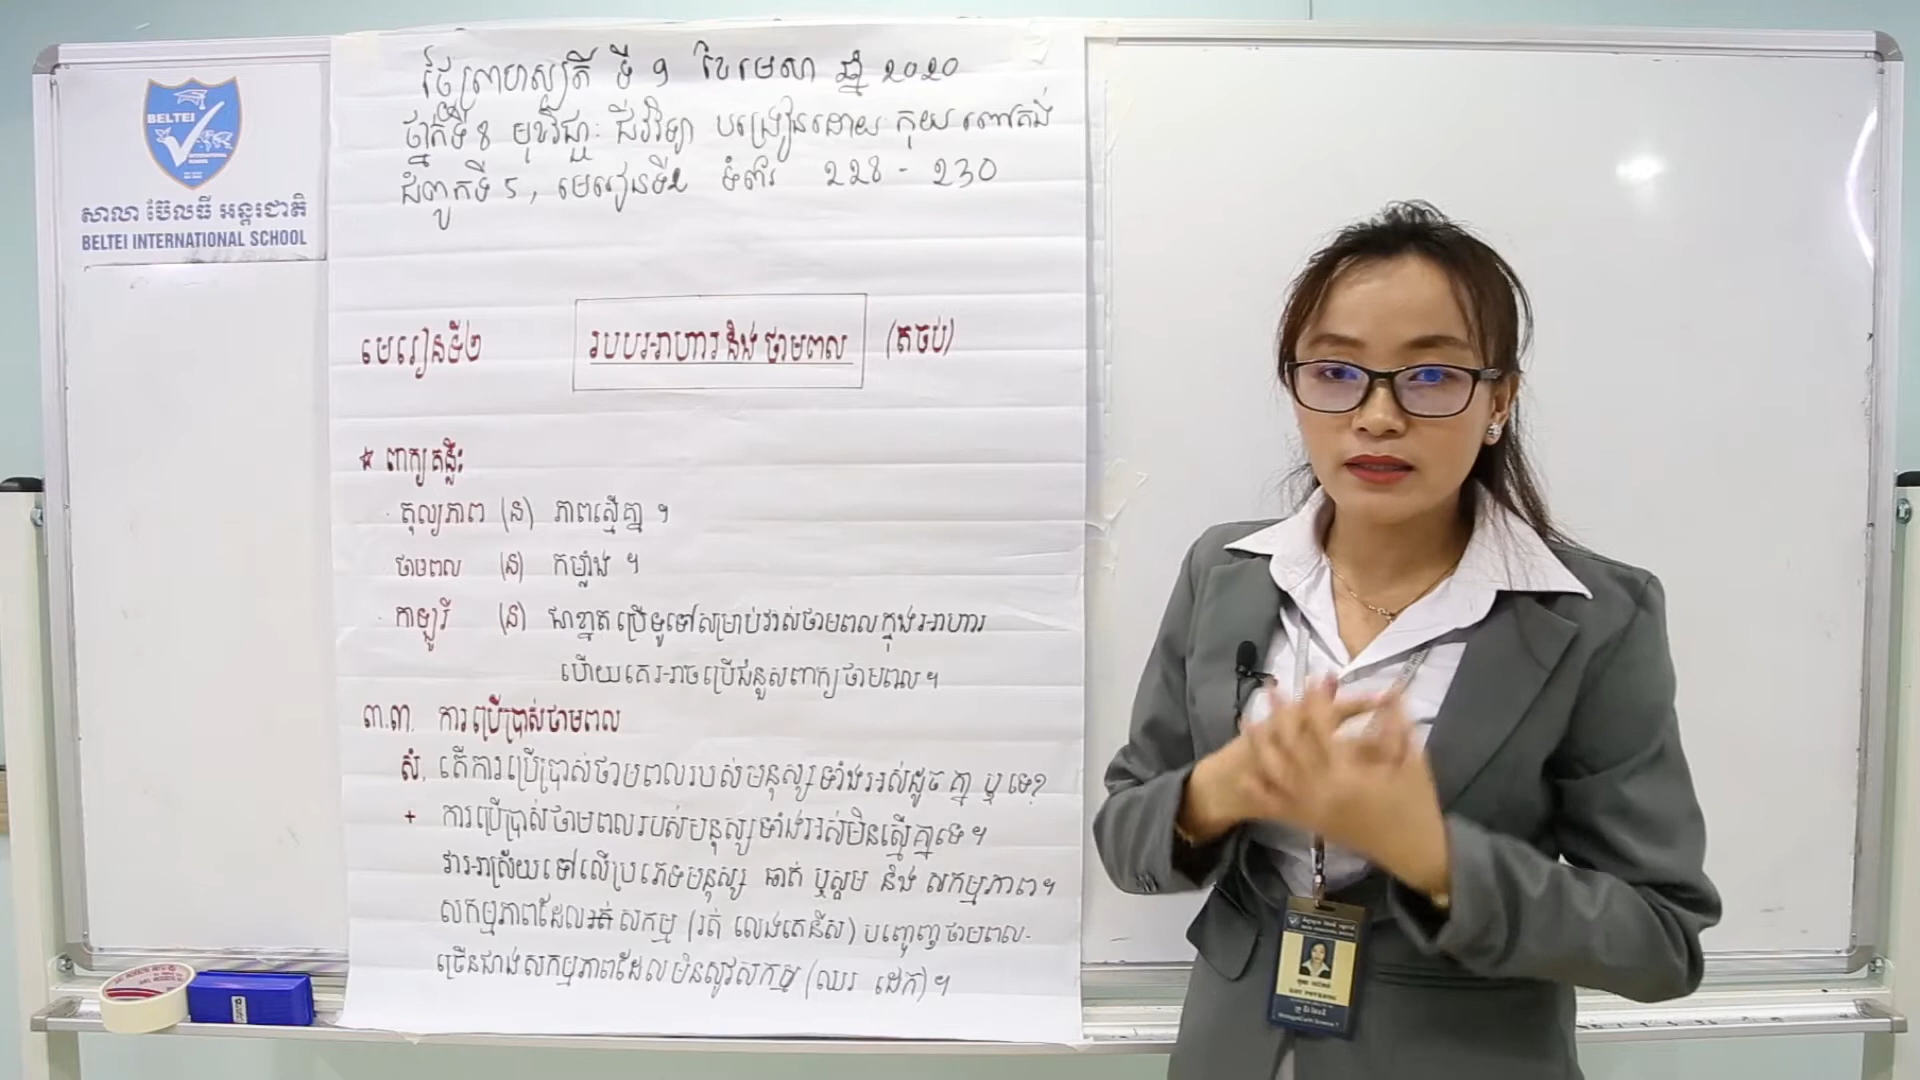 BELTEI
INTERNATIONAL
SCHOOL
សាលា ប៊ែលធី អន្តរជាតិ
BELTEI INTERNATIONAL SCHOOL
ថ្ងៃព្រហស្បតិ៍ ទី 9 ខែមេសា ឆ្នាំ 2020
ថ្នាក់ទី 8 មុខវិជ្ជាៈ ជីវវិទ្យា បង្រៀនដោយ កុយ
ជំពូកទី 5, មេរៀនទី2 ទំព័រ 228 - 230
មេរៀនទី២ របបអាហារ និង ថាមពល (តចប់)
* ពាក្យគន្លឹះ
· តុល្យភាព (ន) ភាពស្មើគ្នា ។
ថាមពល (ន) កម្លាំង ។
· កាឡូរី (ន) ជាខ្នាតប្រើទូទៅសម្រាប់វាស់ថាមពលក្នុងអាហារ
ហើយគេអាចប្រើជំនួសពាក្យថាមពល ។
៣.៣. ការប្រើប្រាស់ថាមពល
សំ. តើការប្រើប្រាស់ថាមពលរបស់មនុស្សទាំងអស់ដូចគ្នា ឬ ទេ?
+ ការប្រើប្រាស់ថាមពលរបស់មនុស្សទាំងអស់មិនស្មើគ្នាទេ ។
វាអាស្រ័យទៅលើប្រភេទមនុស្ស ធាត់ ឬស្គម និង សកម្មភាព។
សកម្មភាពដែល សកម្ម (រត់ លេងតេនីស) បញ្ចេញថាមពល
ច្រើនជាងសកម្មភាពដែលមិនសូវសកម្ម (ឈរ ដេក) ។